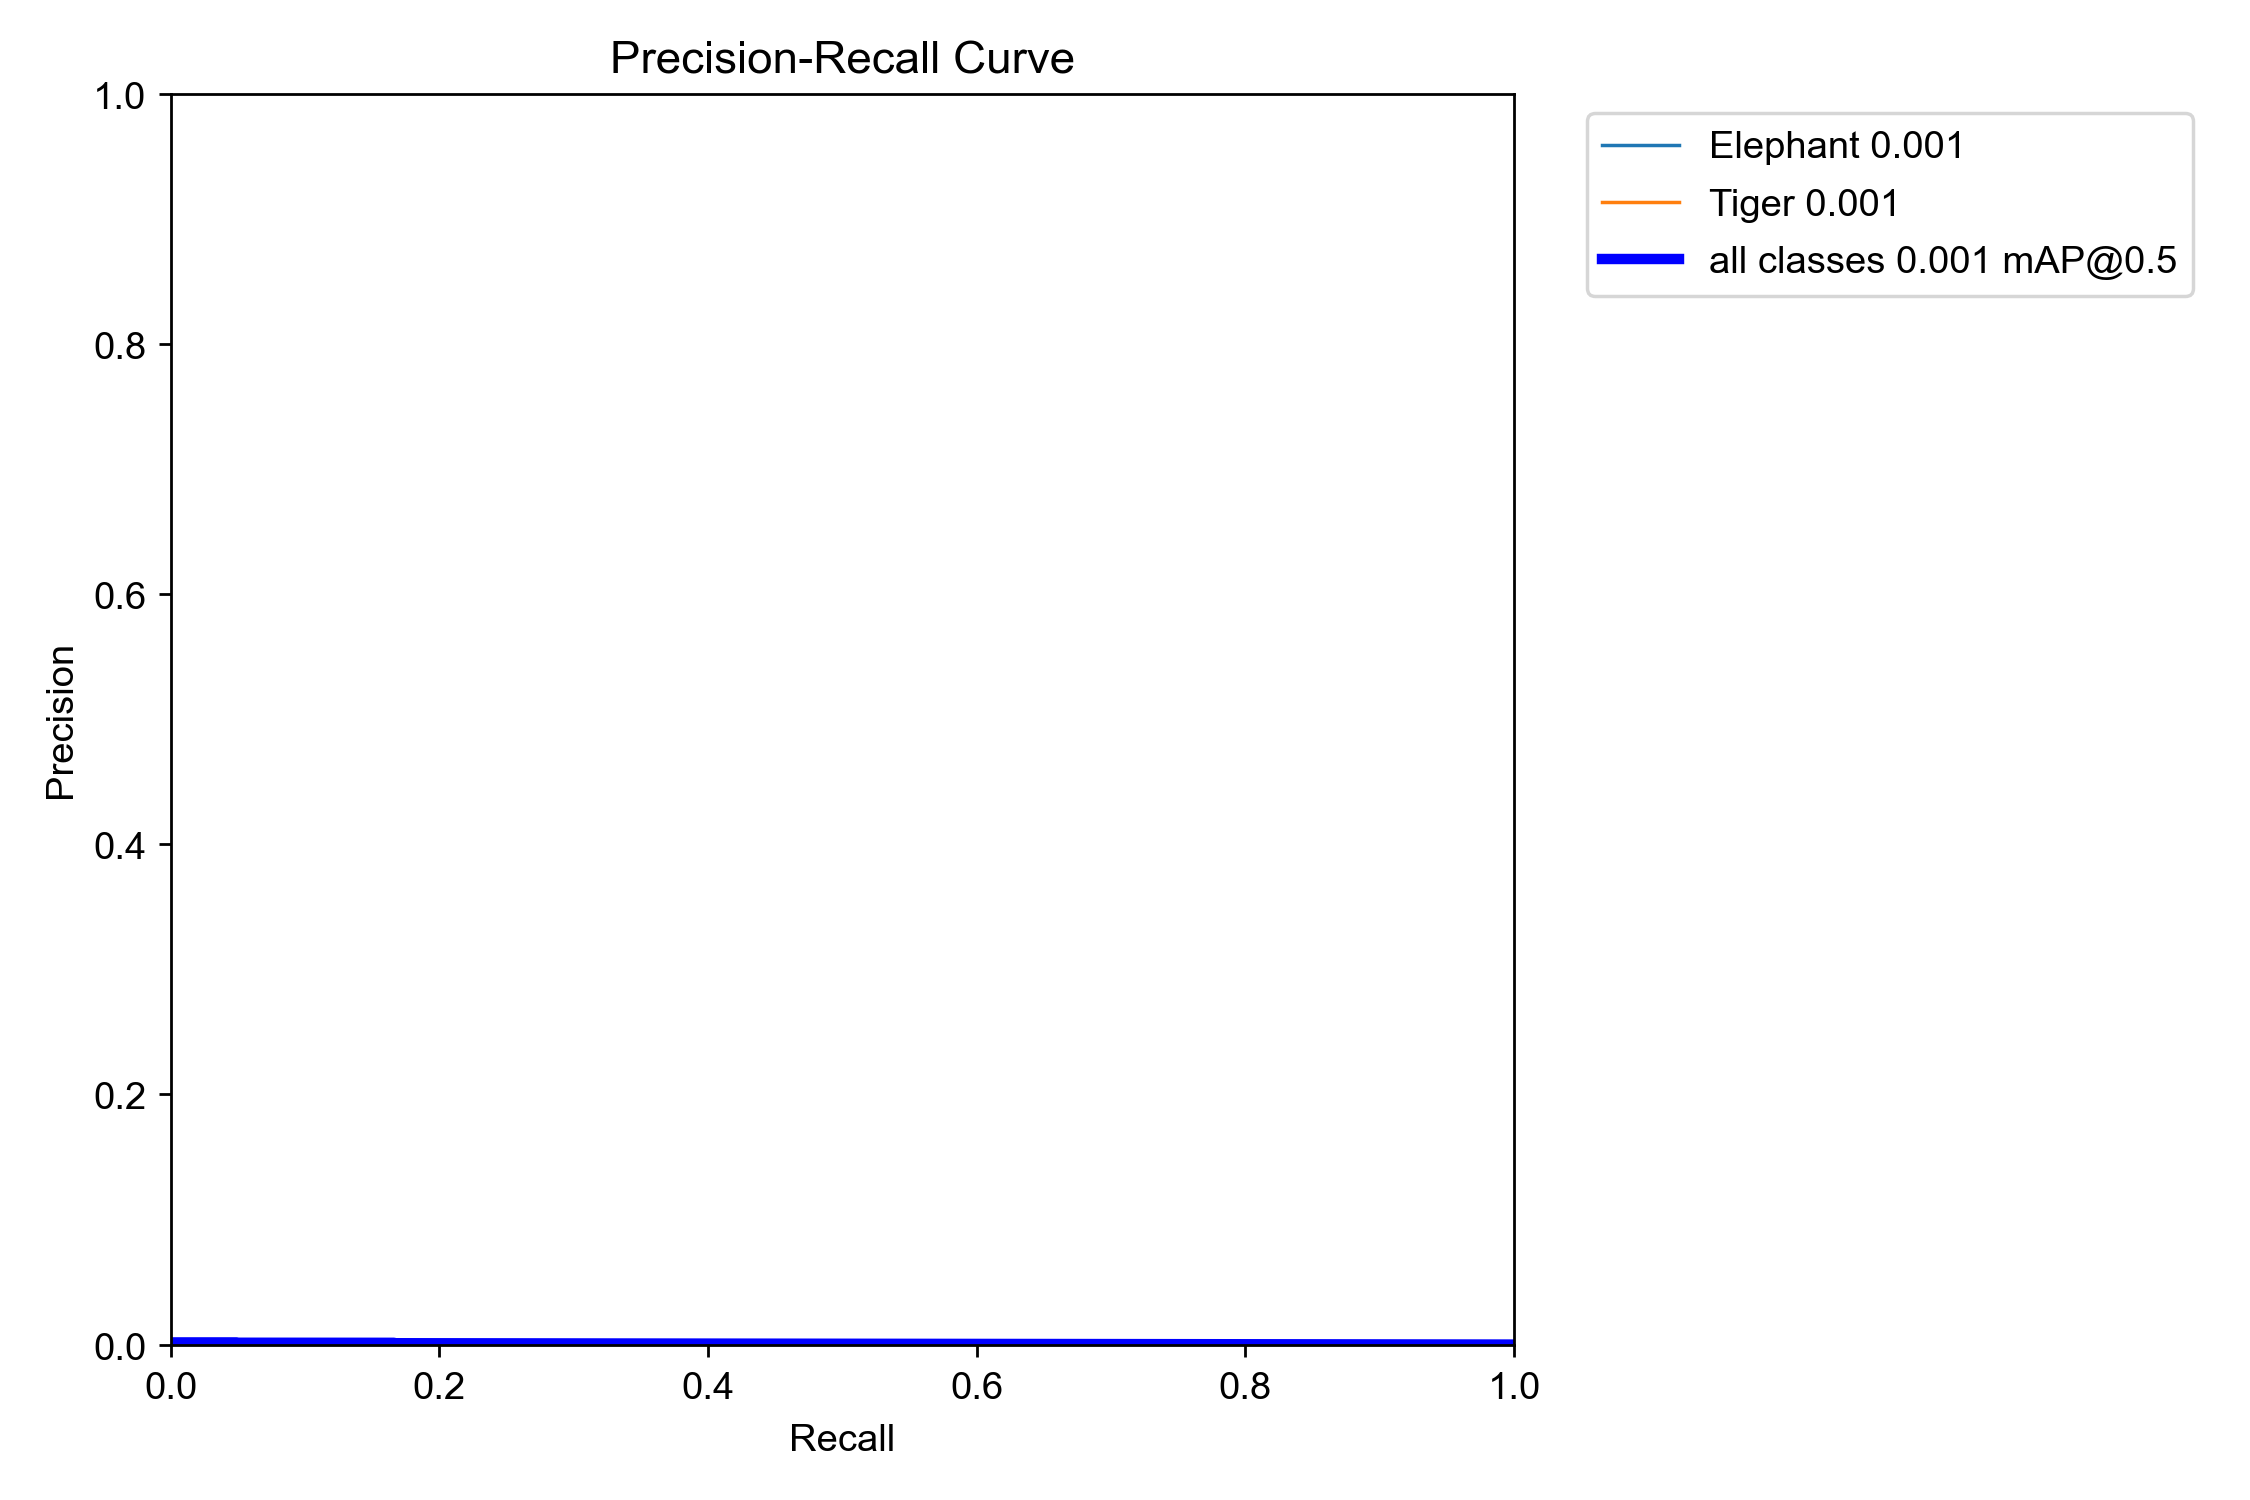 Precision-Recall Curve
1.0
0.8
0.6
0.4
0.2
0.0
Precision
0.0 0.2 0.4 0.6 0.8 1.0
Recall
Elephant 0.001
Tiger 0.001
all classes 0.001 mAP@0.5